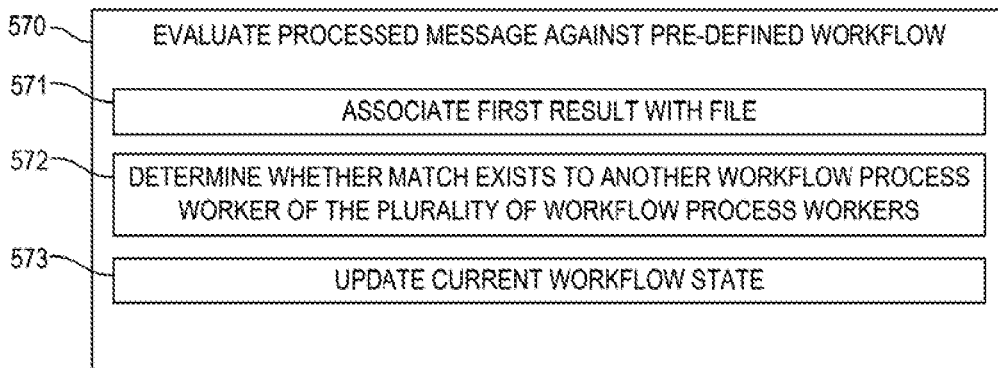 570 EVALUATE PROCESSED MESSAGE AGAINST PRE-DEFINED WORKFLOW
571 ASSOCIATE FIRST RESULT WITH FILE
572 DETERMINE WHETHER MATCH EXISTS TO ANOTHER WORKFLOW PROCESS
WORKER OF THE PLURALITY OF WORKFLOW PROCESS WORKERS
573 UPDATE CURRENT WORKFLOW STATE